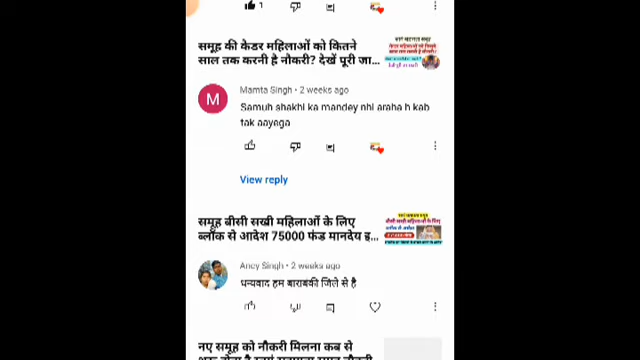 1
समूह की कैडर महिलाओं को कितने
साल तक करनी है नौकरी? देखें पूरी जा...
M
Mamta Singh • 2 weeks ago
Samuh shakhi ka mandey nhi araha h kab
tak aayega
View reply
समूह बीसी सखी महिलाओं के लिए
ब्लॉक से आदेश 75000 फंड मानदेय ह...
Ancy Singh • 2 weeks ago
धन्यवाद हम बाराबंकी जिले से है
नए समूह को नौकरी मिलना कब से